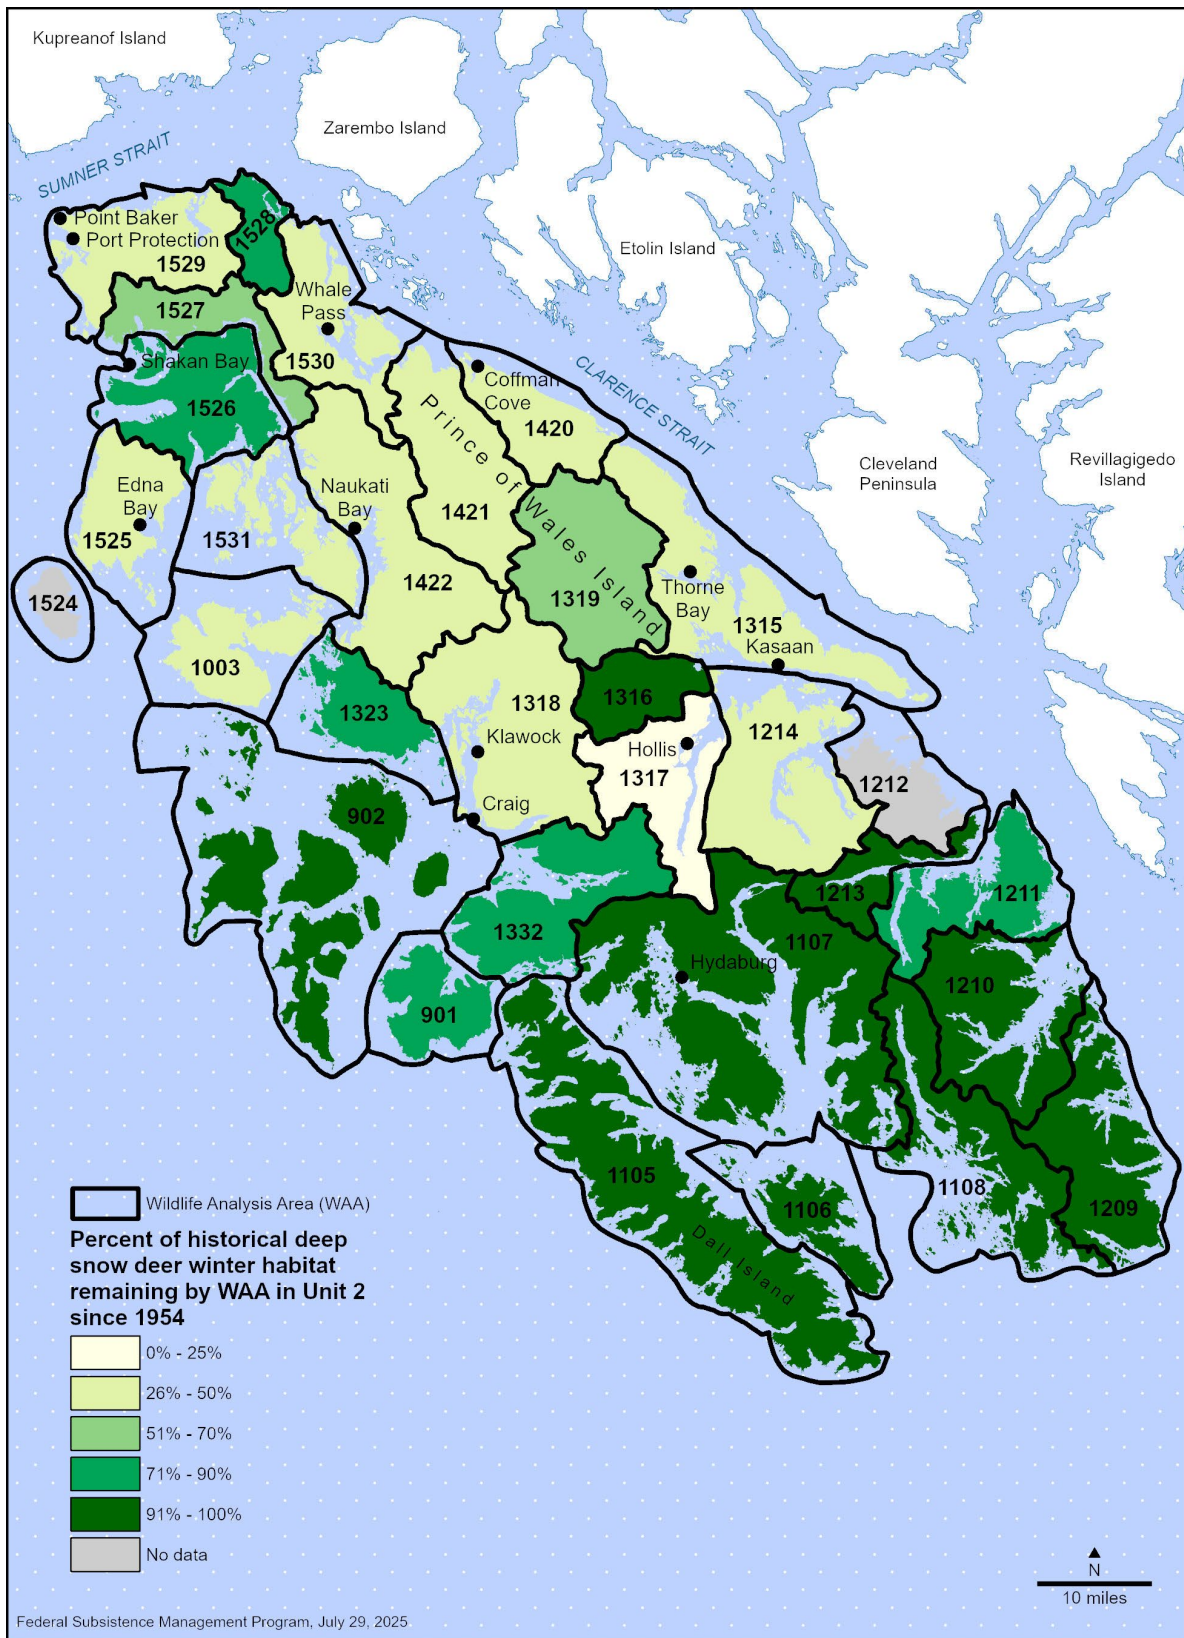 Kupreanof Island
Zarembo Island
SUMNER STRAIT
Point Baker
Port Protection
1528
1529
Etolin Island
Whale
Pass
1527
1530
Shakan Bay
Coffman
Cove
CLARENCE STRAIT
1526
1420
Prince of Wales Island
Cleveland
Peninsula
Revillagigedo
Island
Edna
Bay
Naukati
Bay
1421
1525
1531
1422
1524
1319
Thorne
Bay
1315
Kasaan
1003
1318
1323
Klawock
Hollis
1214
1317
1316
1212
Craig
902
1213
1211
1332
1107
Hydaburg
1210
901
1105
1108
1106
1209
Dall Island
Wildlife Analysis Area (WAA)
Percent of historical deep
snow deer winter habitat
remaining by WAA in Unit 2
since 1954
0% - 25%
26% - 50%
51% - 70%
71% - 90%
91% - 100%
No data
N
10 miles
Federal Subsistence Management Program, July 29, 2025